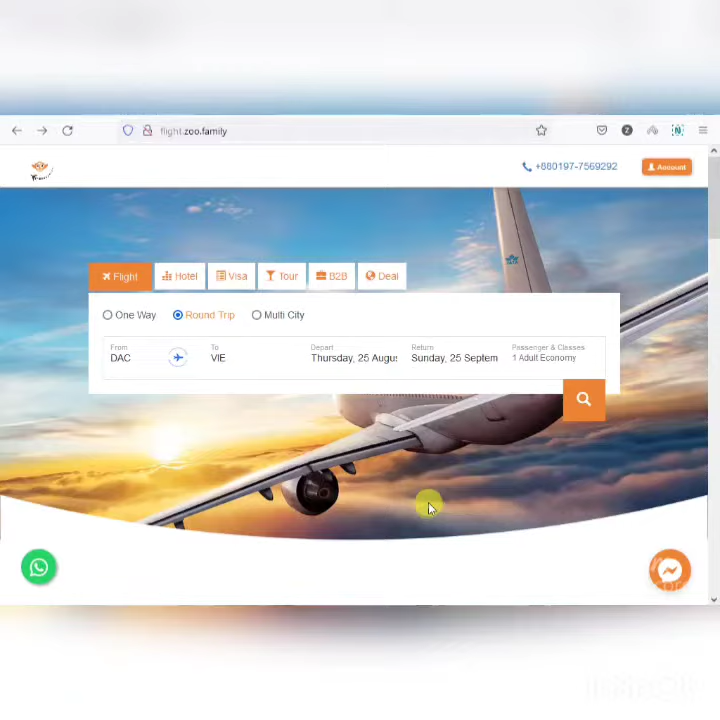 flight.zoo.family
+880197-7569292
Account
Flight
Hotel
Visa
Tour
B2B
Deal
One Way
Round Trip
Multi City
From
To
Depart
Return
Passenger & Classes
DAC
VIE
Thursday, 25 Augus
Sunday, 25 Septem
1 Adult Economy